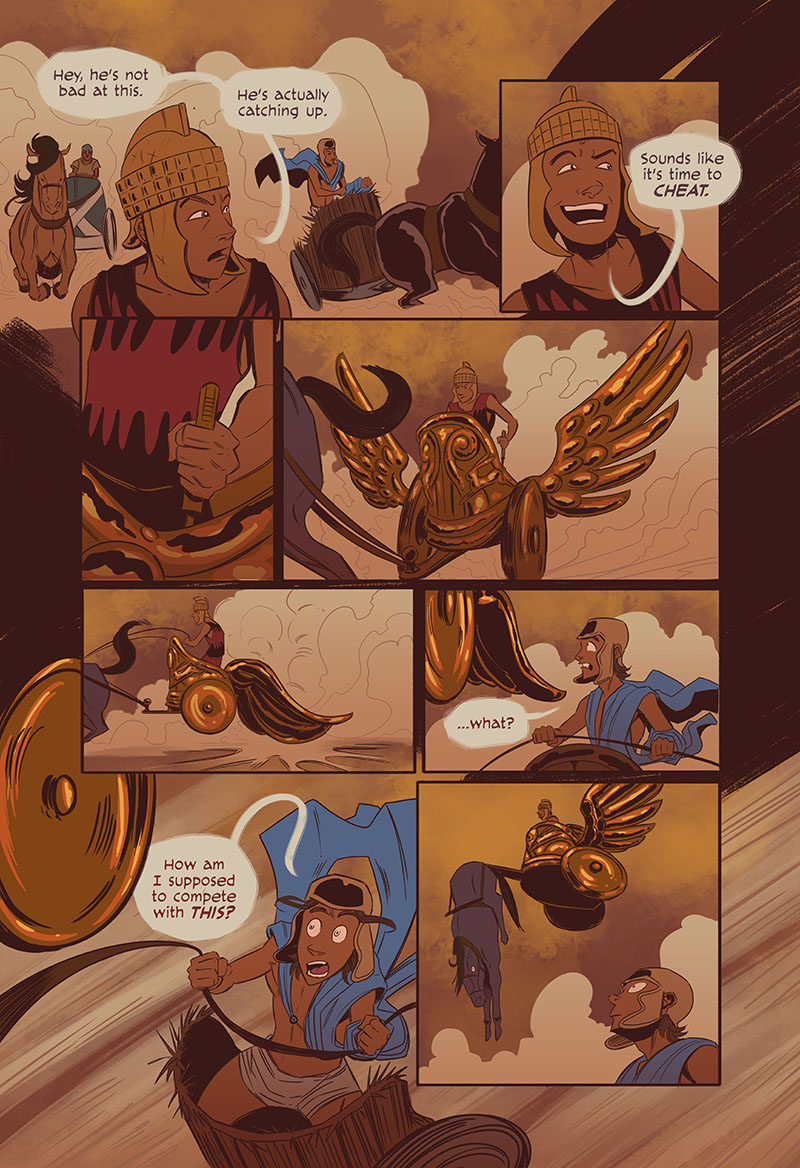 Hey, he's not
bad at this.
He's actually
catching up.
Sounds like
it's time to
CHEAT.
...what?
How am
I supposed
to compete
with THIS?